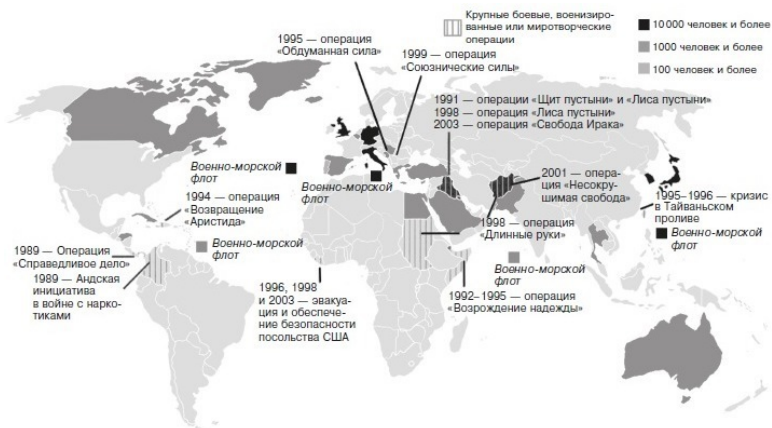 Крупные боевые, военизиро-
ванные или миротворческие
операции
10 000 человек и более
1000 человек и более
100 человек и более
1995 — операция
«Обдуманная сила»
1999 — операция
«Союзнические силы»
1991 — операции «Щит пустыни» и «Лиса пустыни»
1998 — операция «Лиса пустыни»
2003 — операция «Свобода Ирака»
Военно-морской
флот
Военно-морской
флот
2001 — опера-
ция «Несокру-
шимая свобода»
1995–1996 — кризис
в Тайваньском
проливе
Военно-морской
флот
1994 — операция
«Возвращение
«Аристида»
1998 — операция
«Длинные руки»
1989 — Операция
«Справедливое дело»
Военно-морской
флот
1989 — Андская
инициатива
в войне с нарко-
тиками
1996, 1998
и 2003 — эвакуа-
ция и обеспече-
ние безопасности
посольства США
Военно-морской
флот
1992–1995 — операция
«Возрождение надежды»